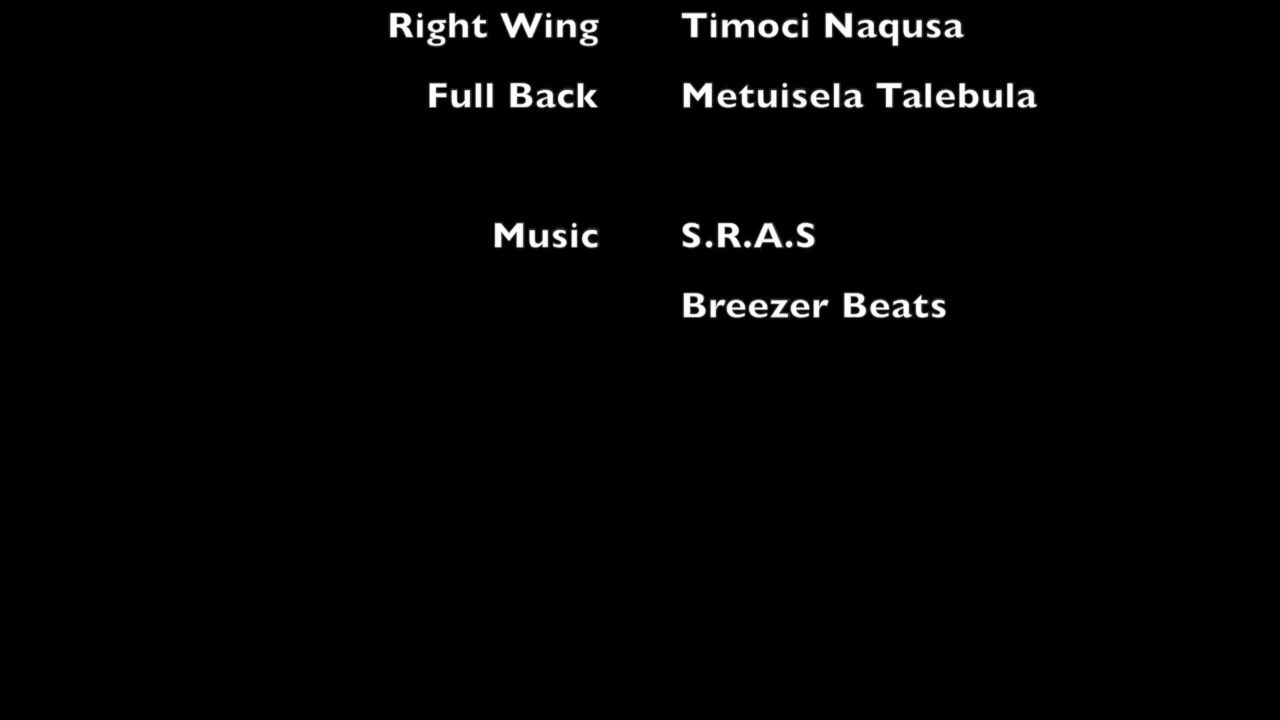 Right Wing Timoci Naqusa
Full Back Metuisela Talebula
Music S.R.A.S
Breezer Beats